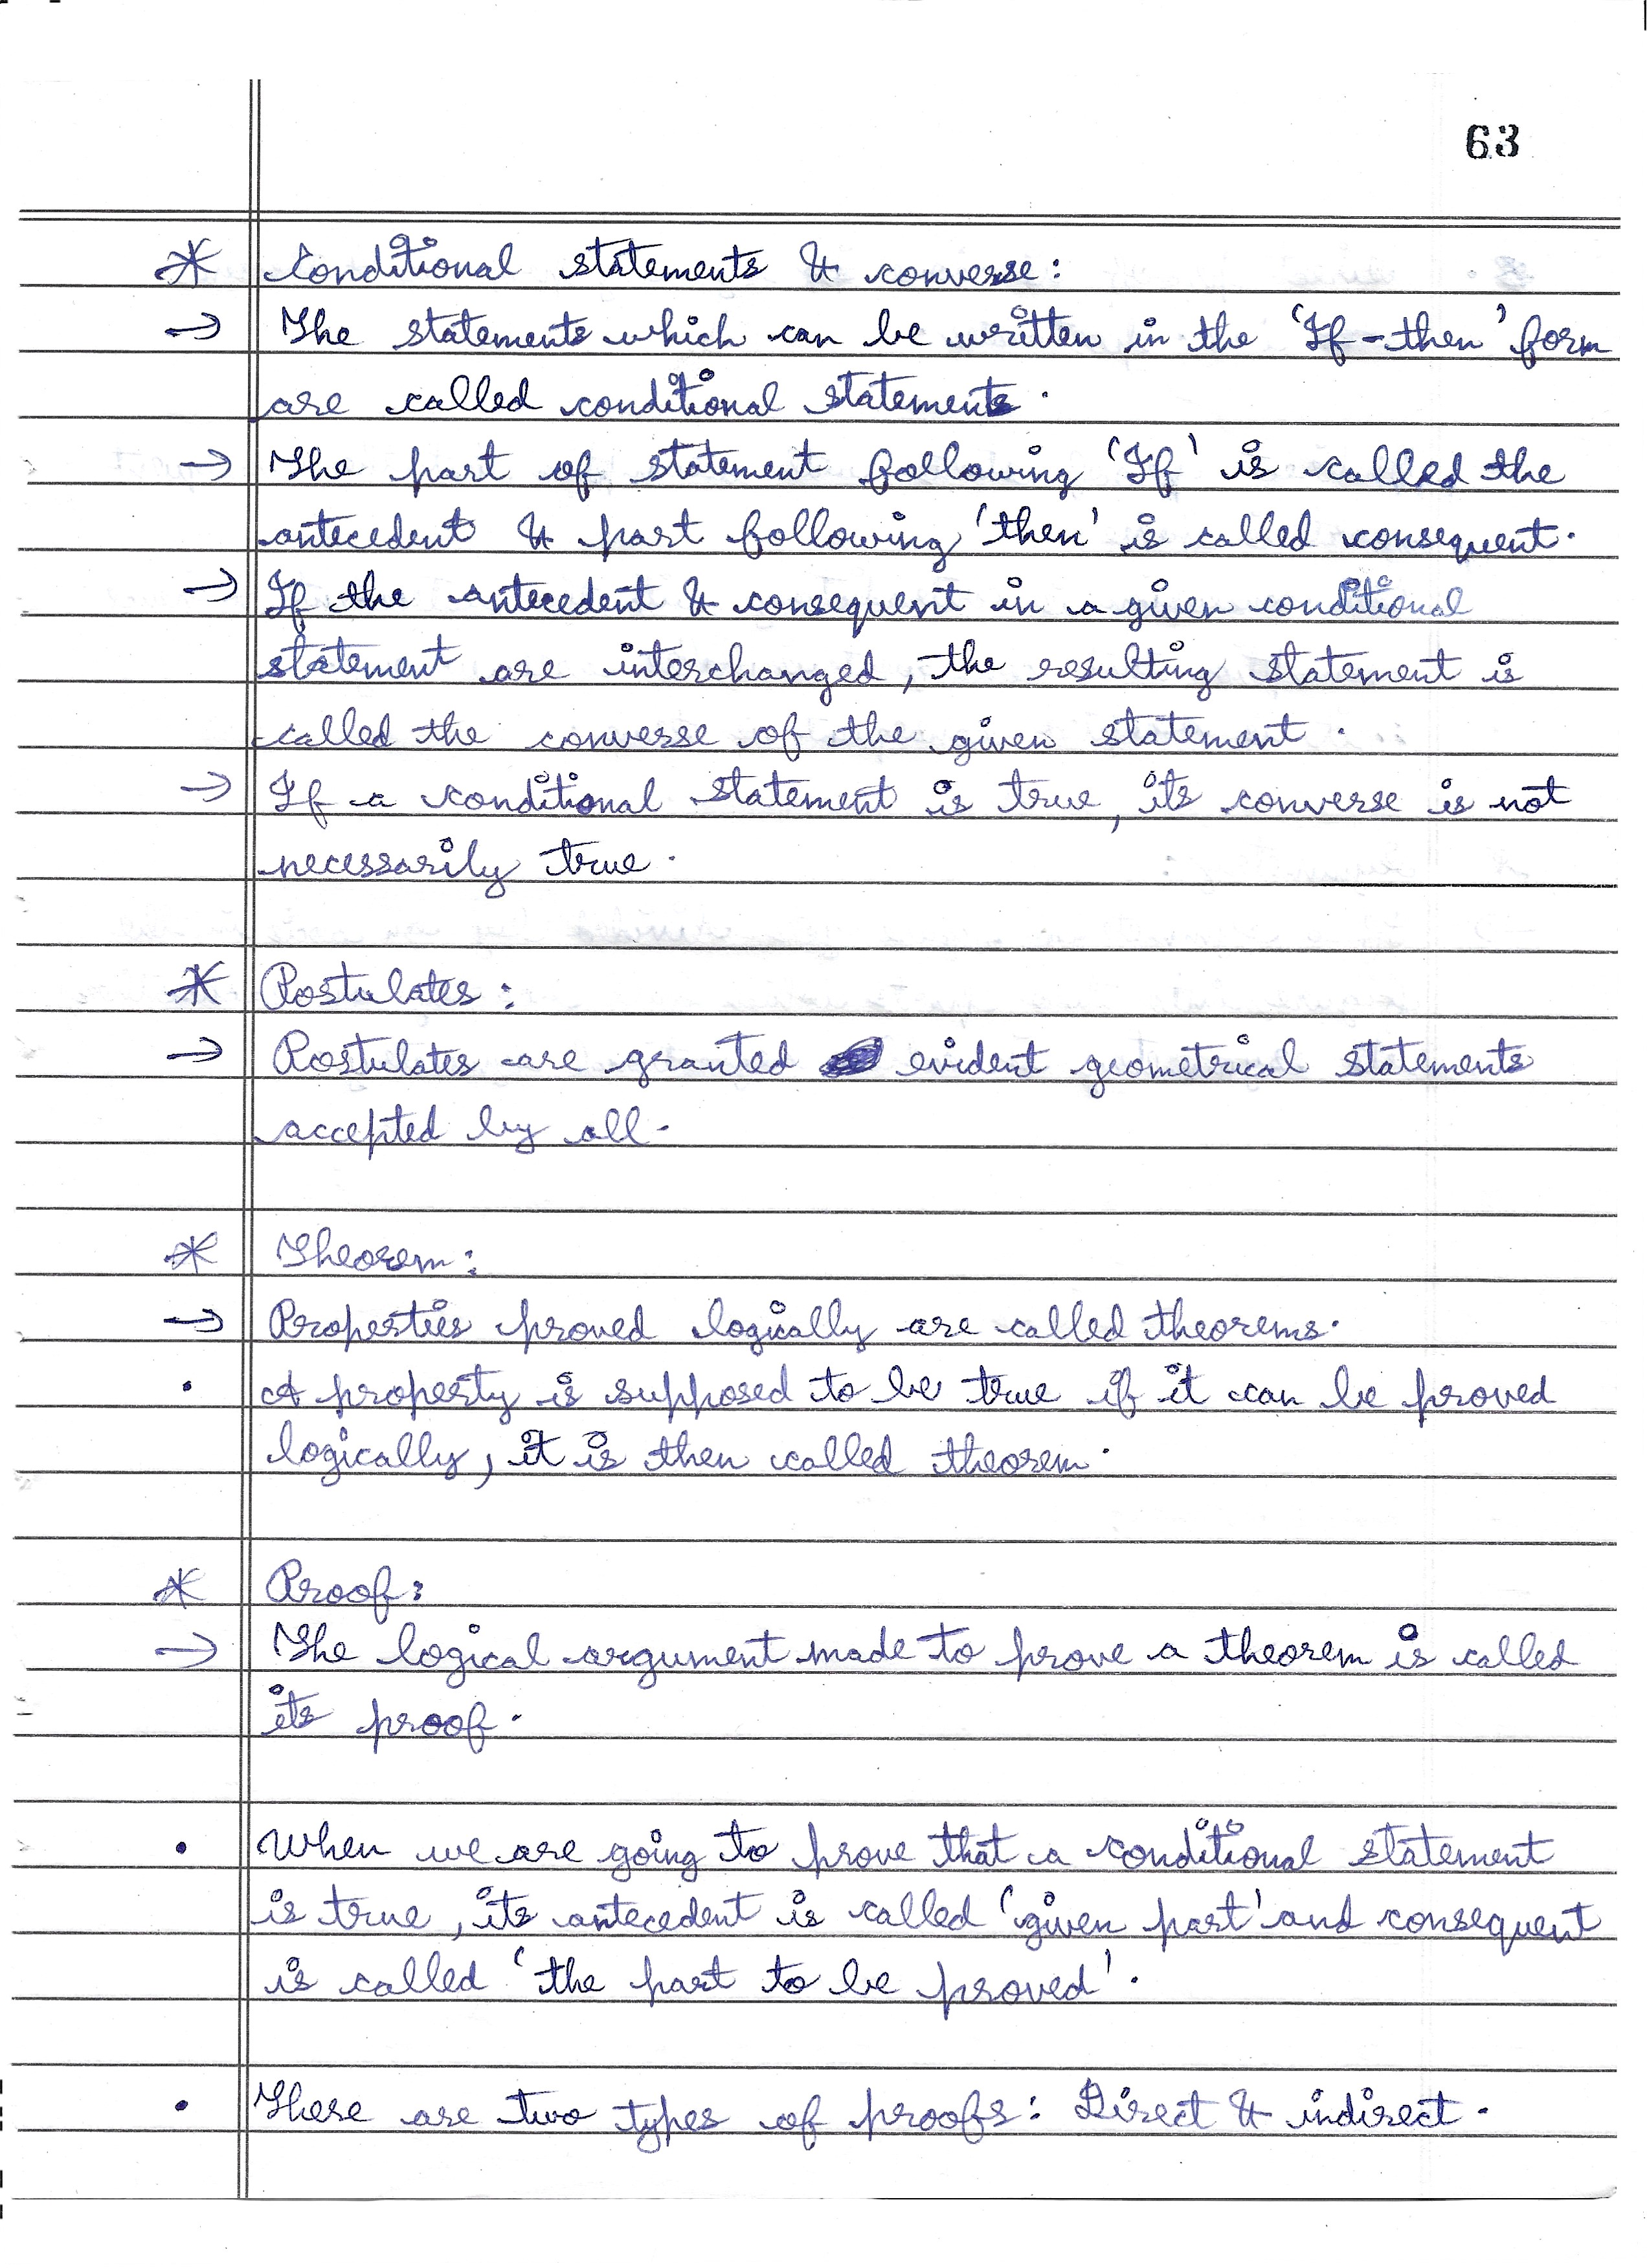 63
* Conditional statements & converse:
→ The statements which can be written in the 'If-then' form
are called conditional statements.
→ The part of statement following 'If' is called the
antecedent & part following 'then' is called consequent.
→ If the antecedent & consequent in a given conditional
statement are interchanged, the resulting statement is
called the converse of the given statement.
→ If a conditional statement is true, its converse is not
necessarily true.
* Postulates:
→ Postulates are granted evident geometrical statements
accepted by all.
* Theorem:
→ Properties proved logically are called theorems.
• A property is supposed to be true if it can be proved
logically, it is then called theorem.
* Proof:
→ The logical argument made to prove a theorem is called
its proof.
• When we are going to prove that a conditional statement
is true, its antecedent is called 'given part' and consequent
is called 'the part to be proved'.
• There are two types of proofs: Direct & indirect.